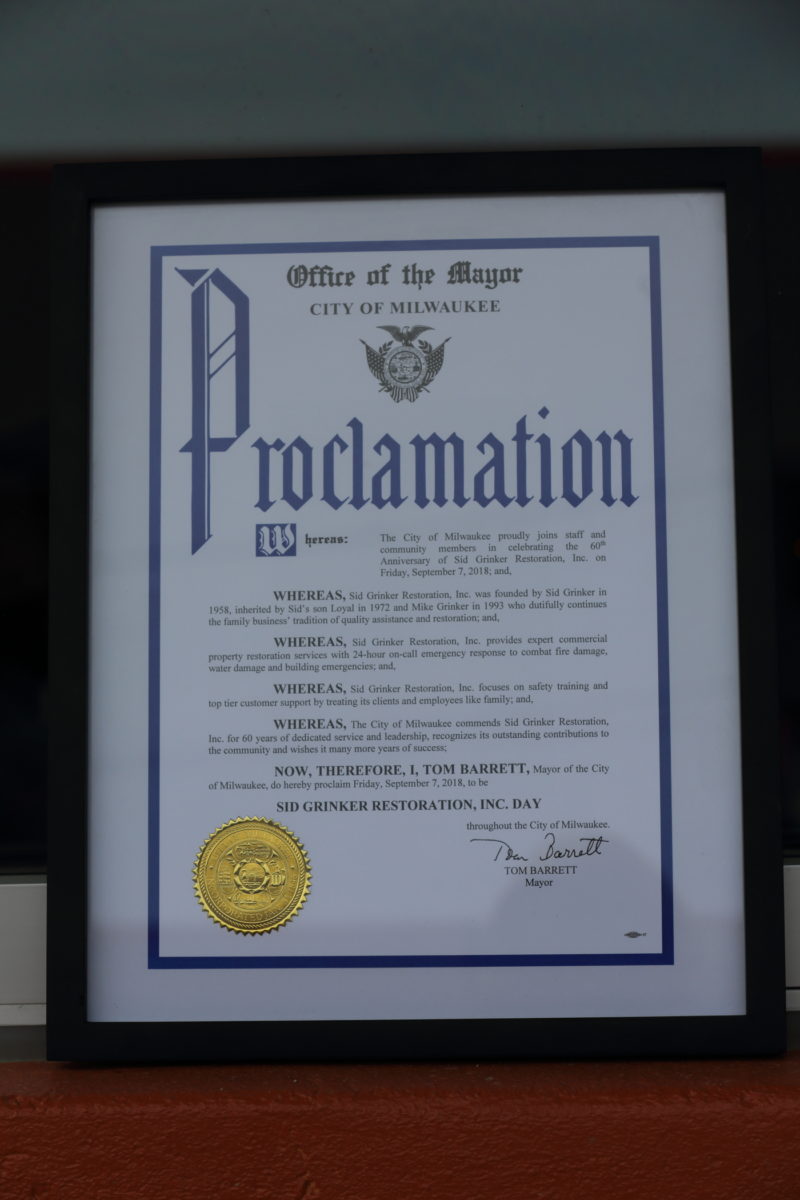 Office of the Mayor
CITY OF MILWAUKEE
Proclamation
Whereas:
The City of Milwaukee proudly joins staff and
community members in celebrating the 60th
Anniversary of Sid Grinker Restoration, Inc. on
Friday, September 7, 2018; and,
WHEREAS, Sid Grinker Restoration, Inc. was founded by Sid Grinker in
1958, inherited by Sid's son Loyal in 1972 and Mike Grinker in 1993 who dutifully continues
the family business' tradition of quality assistance and restoration; and,
WHEREAS, Sid Grinker Restoration, Inc. provides expert commercial
property restoration services with 24-hour on-call emergency response to combat fire damage,
water damage and building emergencies; and,
WHEREAS, Sid Grinker Restoration, Inc. focuses on safety training and
top tier customer support by treating its clients and employees like family; and,
WHEREAS, The City of Milwaukee commends Sid Grinker Restoration,
Inc. for 60 years of dedicated service and leadership, recognizes its outstanding contributions to
the community and wishes it many more years of success;
NOW, THEREFORE, I, TOM BARRETT, Mayor of the City
of Milwaukee, do hereby proclaim Friday, September 7, 2018, to be
SID GRINKER RESTORATION, INC. DAY
throughout the City of Milwaukee.
Tom Barrett
TOM BARRETT
Mayor